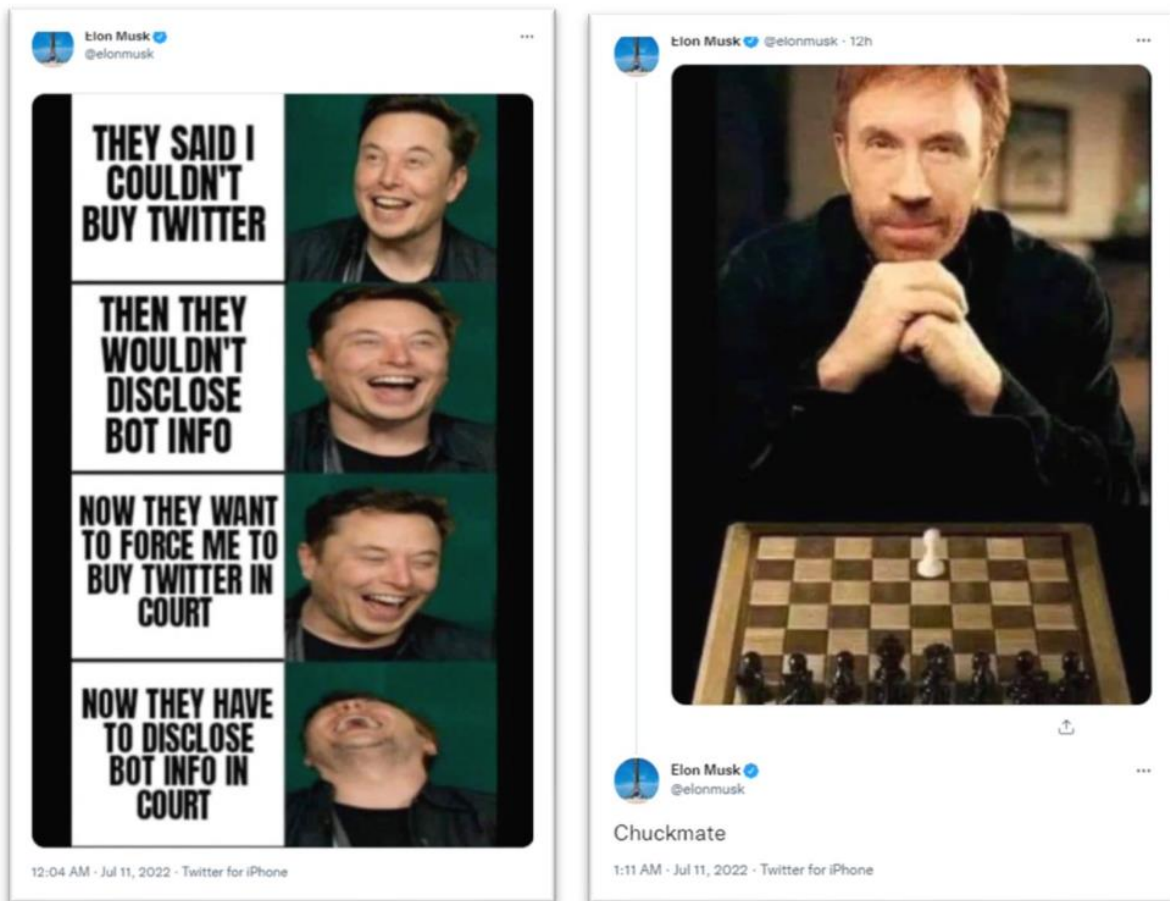 Elon Musk
@elonmusk
THEY SAID I
COULDN'T
BUY TWITTER
THEN THEY
WOULDN'T
DISCLOSE
BOT INFO
NOW THEY WANT
TO FORCE ME TO
BUY TWITTER IN
COURT
NOW THEY HAVE
TO DISCLOSE
BOT INFO IN
COURT
12:04 AM · Jul 11, 2022 · Twitter for iPhone
Elon Musk @elonmusk · 12h
Elon Musk
@elonmusk
Chuckmate
1:11 AM · Jul 11, 2022 · Twitter for iPhone